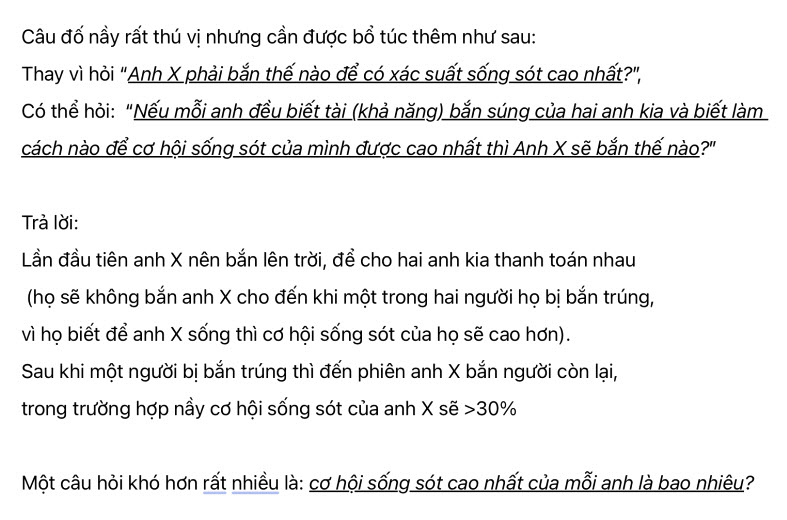 Câu đố nầy rất thú vị nhưng cần được bổ túc thêm như sau:
Thay vì hỏi “Anh X phải bắn thế nào để có xác suất sống sót cao nhất?”,
Có thể hỏi: “Nếu mỗi anh đều biết tài (khả năng) bắn súng của hai anh kia và biết làm
cách nào để cơ hội sống sót của mình được cao nhất thì Anh X sẽ bắn thế nào?”
Trả lời:
Lần đầu tiên anh X nên bắn lên trời, để cho hai anh kia thanh toán nhau
(họ sẽ không bắn anh X cho đến khi một trong hai người họ bị bắn trúng,
vì họ biết để anh X sống thì cơ hội sống sót của họ sẽ cao hơn).
Sau khi một người bị bắn trúng thì đến phiên anh X bắn người còn lại,
trong trường hợp nầy cơ hội sống sót của anh X sẽ >30%
Một câu hỏi khó hơn rất nhiều là: cơ hội sống sót cao nhất của mỗi anh là bao nhiêu?